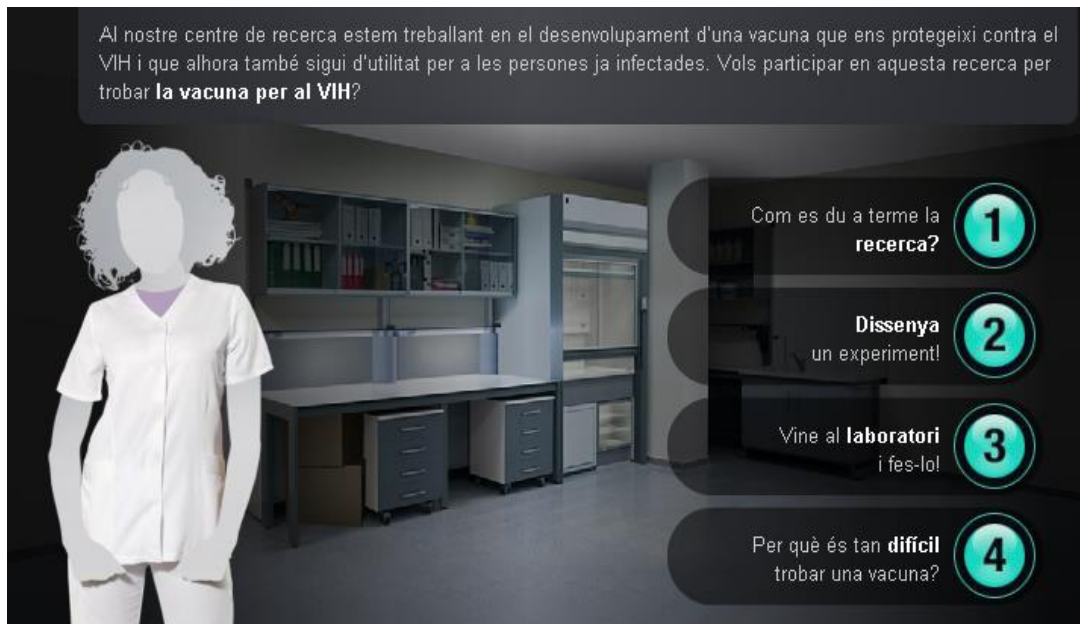 Al nostre centre de recerca estem treballant en el desenvolupament d'una vacuna que ens protegeixi contra el
VIH i que alhora també sigui d'utilitat per a les persones ja infectades. Vols participar en aquesta recerca per
trobar la vacuna per al VIH?
Com es du a terme la
recerca?
1
Dissenya
un experiment!
2
Vine al laboratori
i fes-lo!
3
Per què és tan difícil
trobar una vacuna?
4